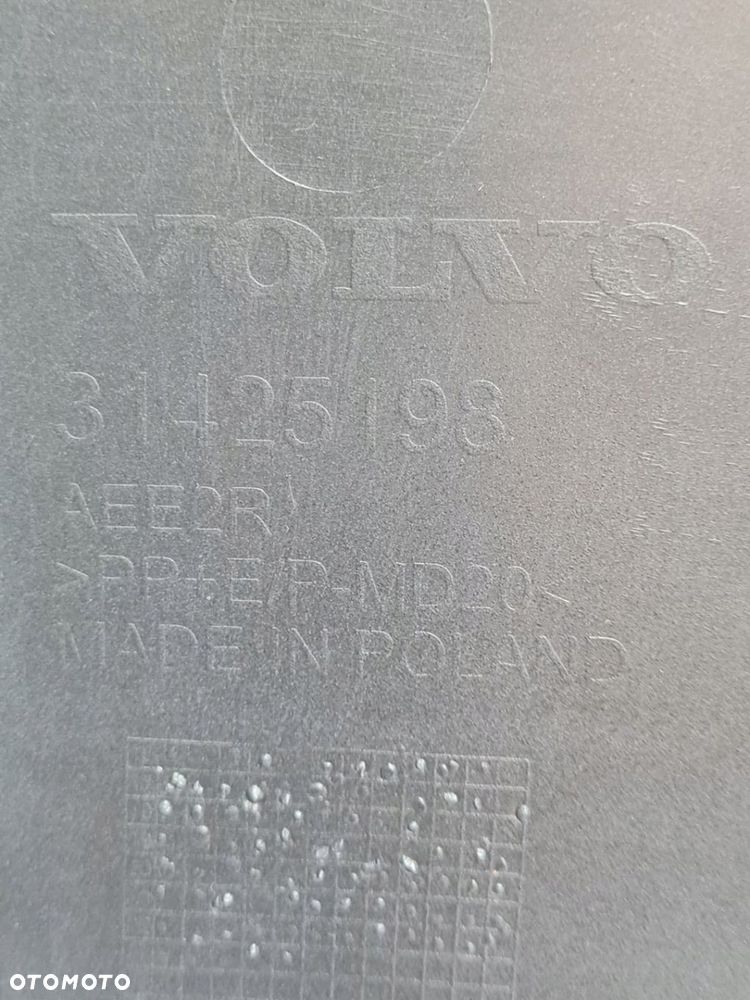 VOLVO
31425198
AEE2R
>PP+E/P-MD20<
MADE IN POLAND
OTOMOTO